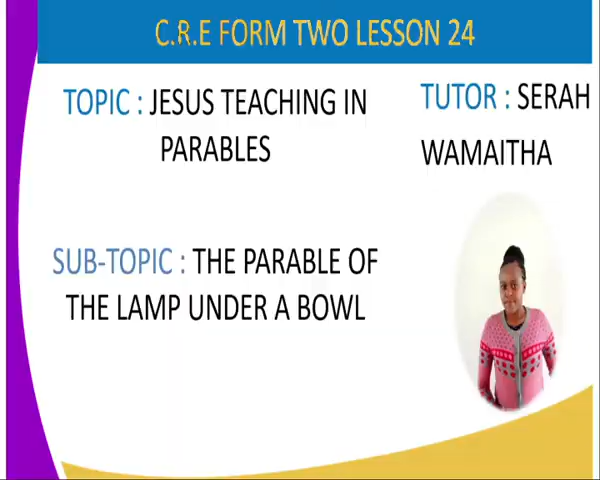 C.R.E FORM TWO LESSON 24
TOPIC : JESUS TEACHING IN
PARABLES
TUTOR : SERAH
WAMAITHA
SUB-TOPIC : THE PARABLE OF
THE LAMP UNDER A BOWL